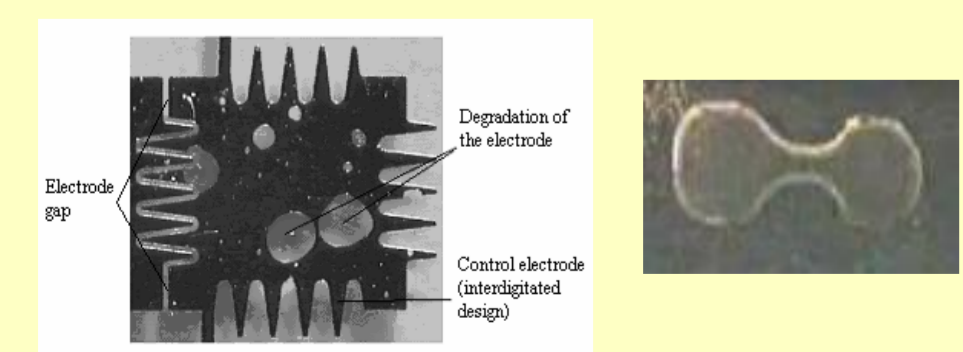 Degradation of
the electrode
Electrode
gap
Control electrode
(interdigitated
design)